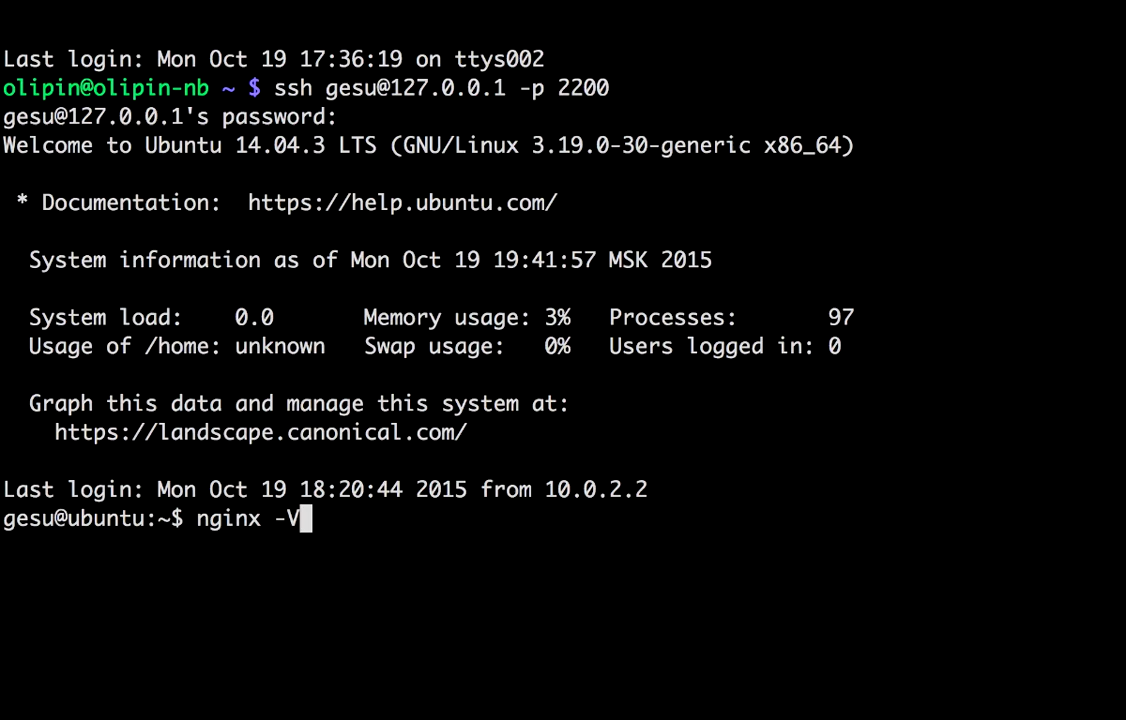 Last login: Mon Oct 19 17:36:19 on ttys002
olipin@olipin-nb ~ $ ssh gesu@127.0.0.1 -p 2200
gesu@127.0.0.1's password:
Welcome to Ubuntu 14.04.3 LTS (GNU/Linux 3.19.0-30-generic x86_64)
* Documentation:  https://help.ubuntu.com/
System information as of Mon Oct 19 19:41:57 MSK 2015
System load:    0.0       Memory usage: 3%   Processes:       97
Usage of /home: unknown   Swap usage:   0%   Users logged in: 0
Graph this data and manage this system at:
https://landscape.canonical.com/
Last login: Mon Oct 19 18:20:44 2015 from 10.0.2.2
gesu@ubuntu:~$ nginx -V